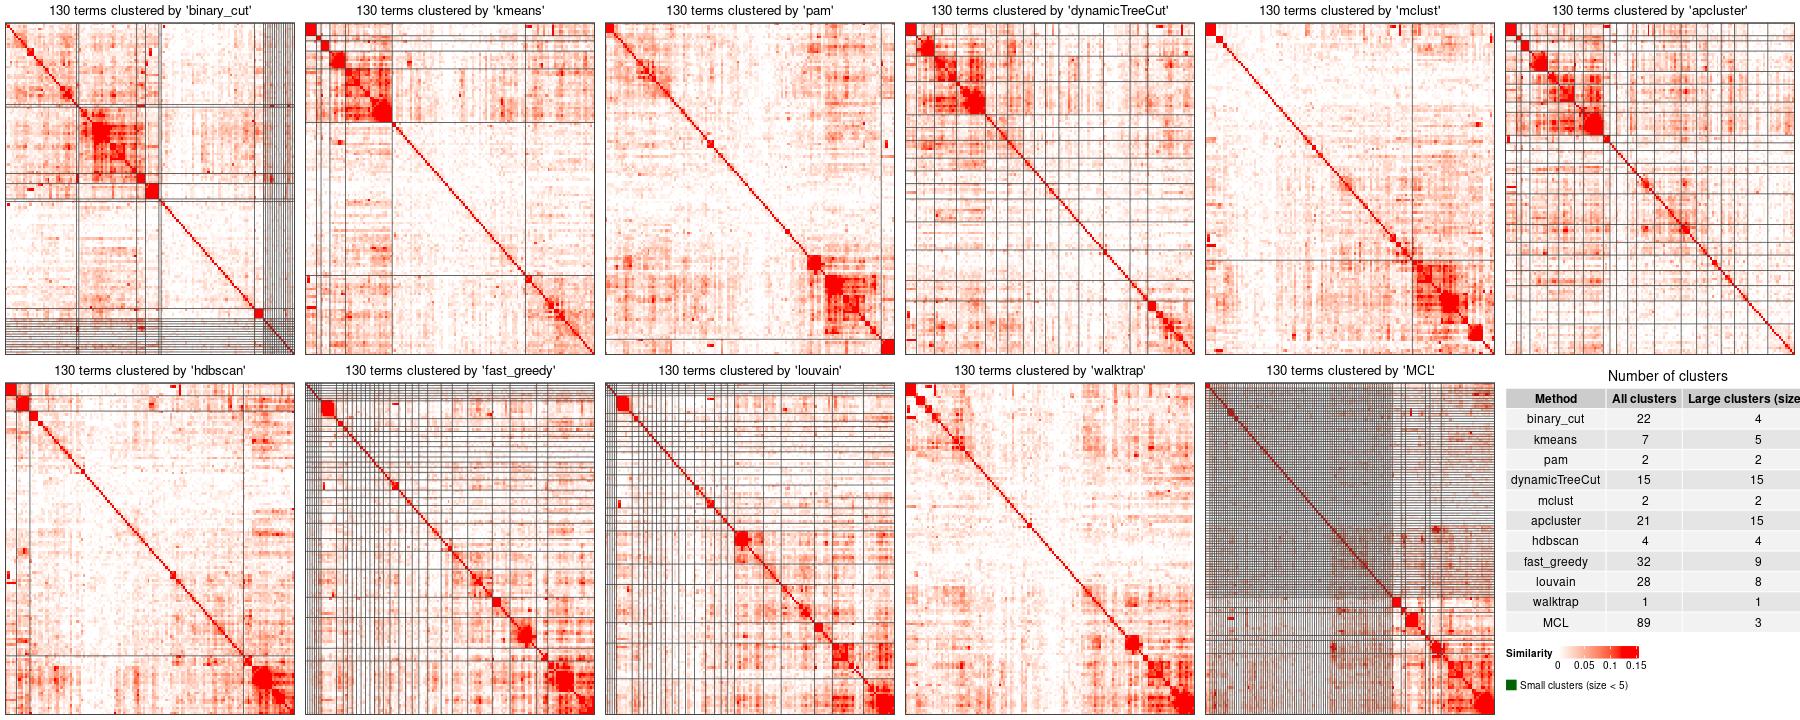 130 terms clustered by 'binary_cut'
130 terms clustered by 'kmeans'
130 terms clustered by 'pam'
130 terms clustered by 'dynamicTreeCut'
130 terms clustered by 'mclust'
130 terms clustered by 'apcluster'
130 terms clustered by 'hdbscan'
130 terms clustered by 'fast_greedy'
130 terms clustered by 'louvain'
130 terms clustered by 'walktrap'
130 terms clustered by 'MCL'
Number of clusters
Method All clusters Large clusters (size
binary_cut 22 4
kmeans 7 5
pam 2 2
dynamicTreeCut 15 15
mclust 2 2
apcluster 21 15
hdbscan 4 4
fast_greedy 32 9
louvain 28 8
walktrap 1 1
MCL 89 3
Similarity
0 0.05 0.1 0.15
Small clusters (size < 5)